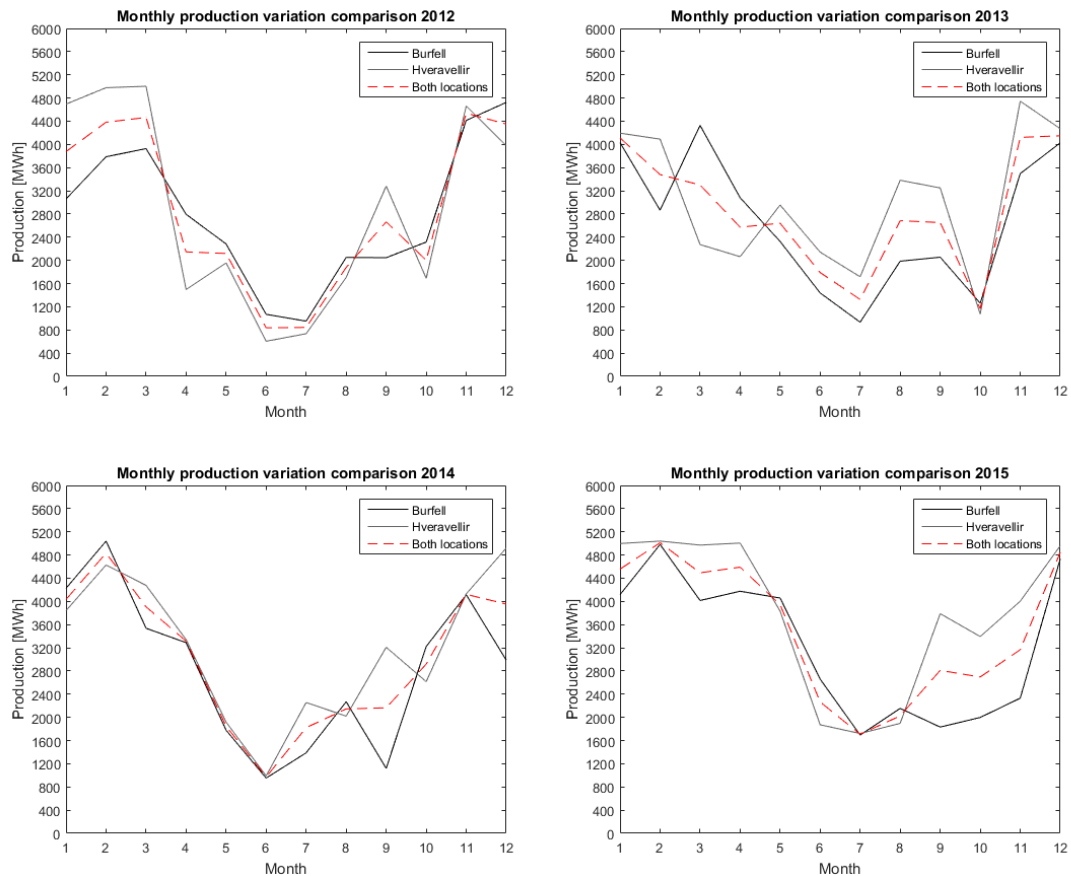 Monthly production variation comparison 2012
Production [MWh]
6000
5600
5200
4800
4400
4000
3600
3200
2800
2400
2000
1600
1200
800
400
0
Burfell
Hveravellir
Both locations
1 2 3 4 5 6 7 8 9 10 11 12
Month
Monthly production variation comparison 2013
Production [MWh]
6000
5600
5200
4800
4400
4000
3600
3200
2800
2400
2000
1600
1200
800
400
0
Burfell
Hveravellir
Both locations
1 2 3 4 5 6 7 8 9 10 11 12
Month
Monthly production variation comparison 2014
Production [MWh]
6000
5600
5200
4800
4400
4000
3600
3200
2800
2400
2000
1600
1200
800
400
0
Burfell
Hveravellir
Both locations
1 2 3 4 5 6 7 8 9 10 11 12
Month
Monthly production variation comparison 2015
Production [MWh]
6000
5600
5200
4800
4400
4000
3600
3200
2800
2400
2000
1600
1200
800
400
0
Burfell
Hveravellir
Both locations
1 2 3 4 5 6 7 8 9 10 11 12
Month